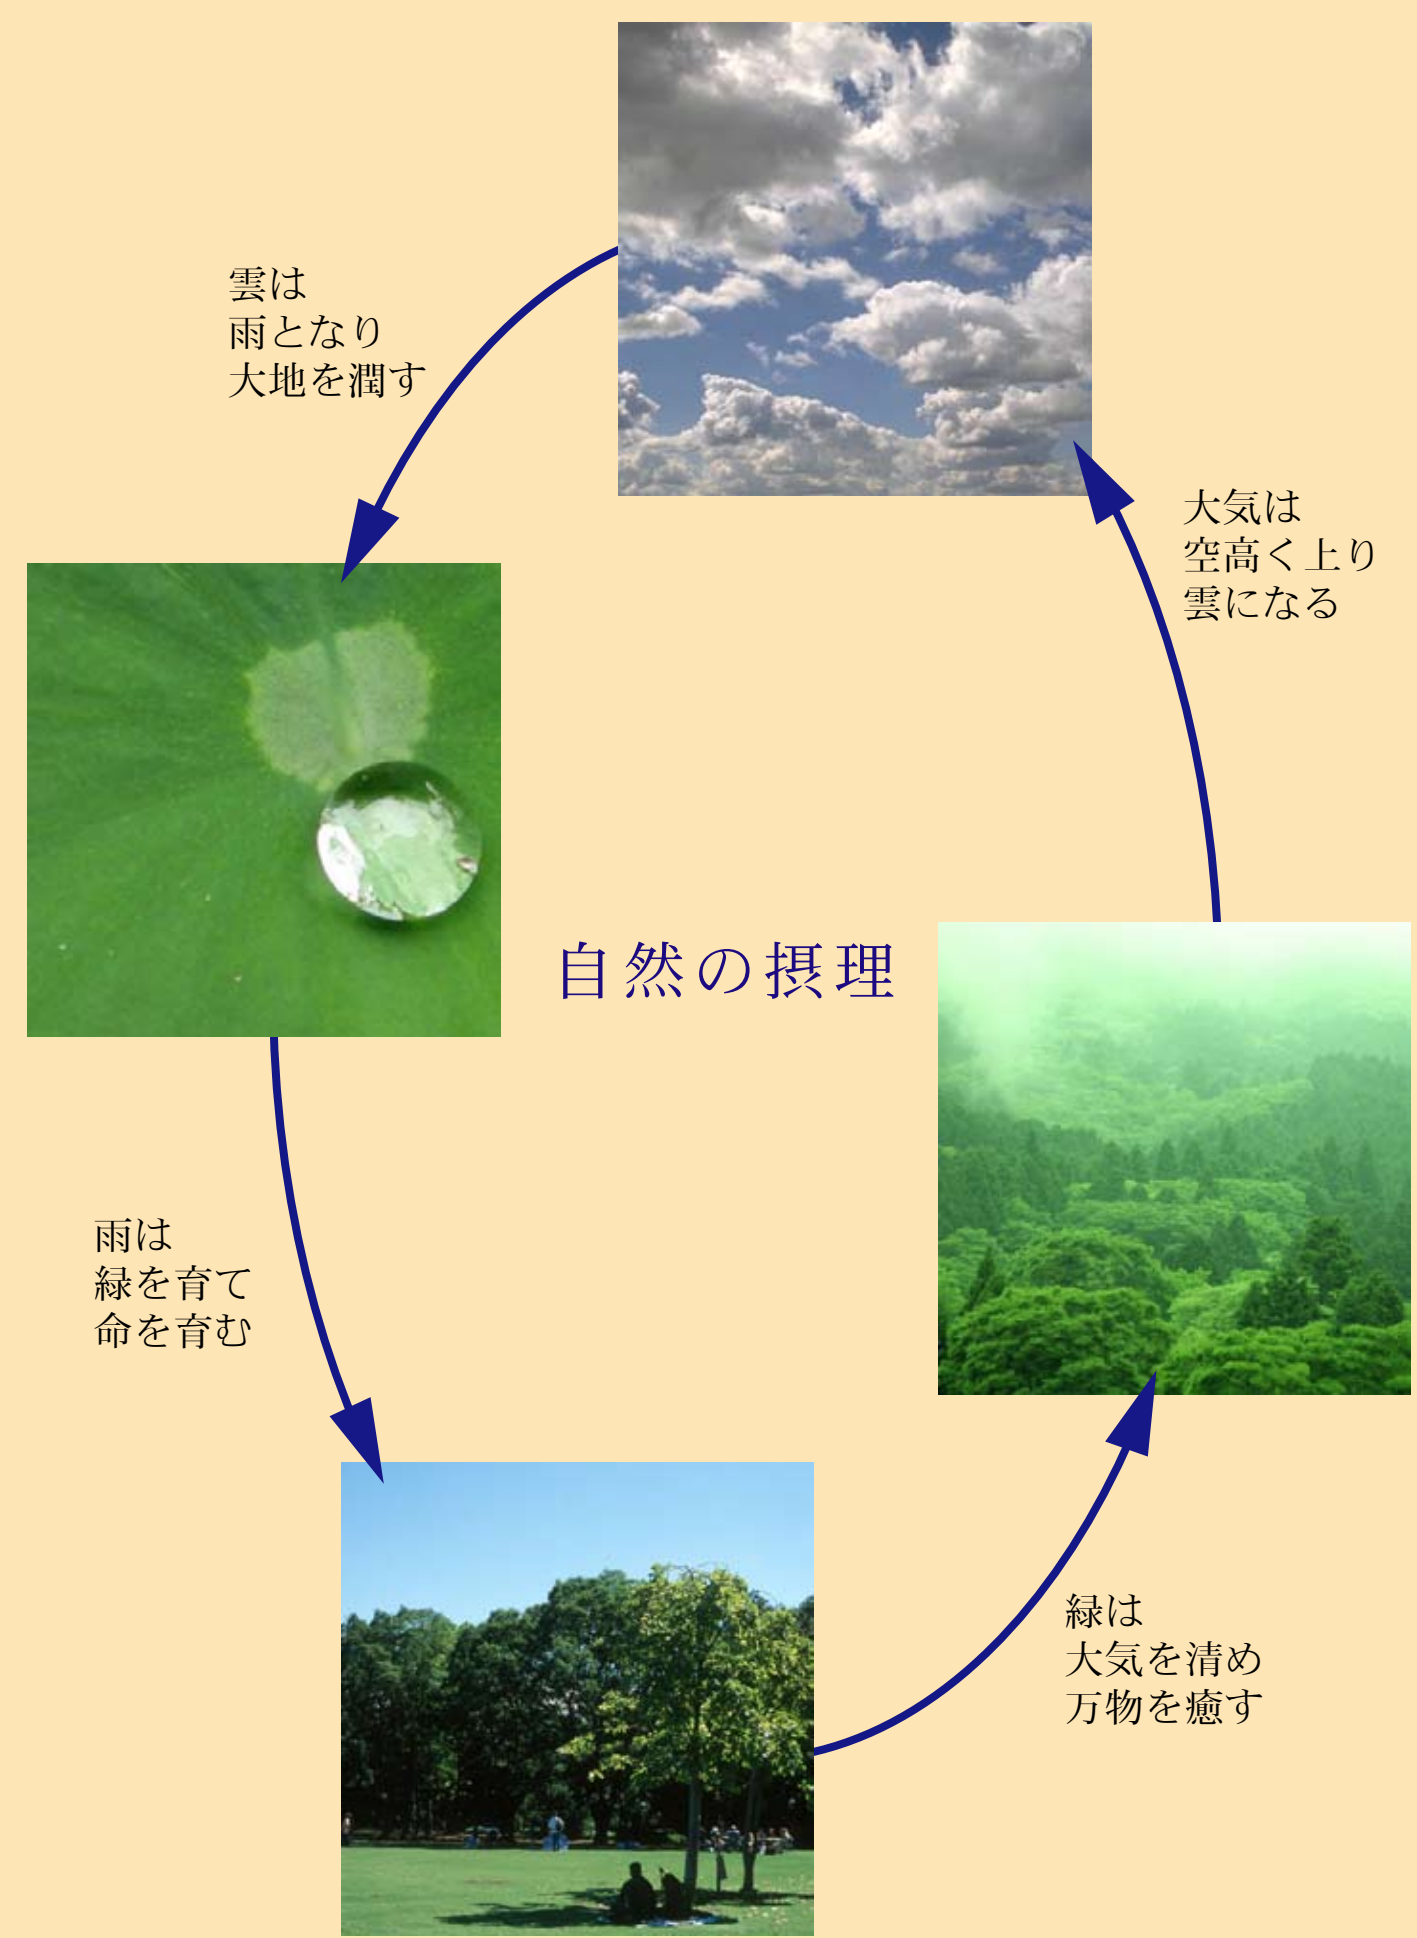 雲は
雨となり
大地を潤す
大気は
空高く上り
雲になる
自然の摂理
雨は
緑を育て
命を育む
緑は
大気を清め
万物を癒す